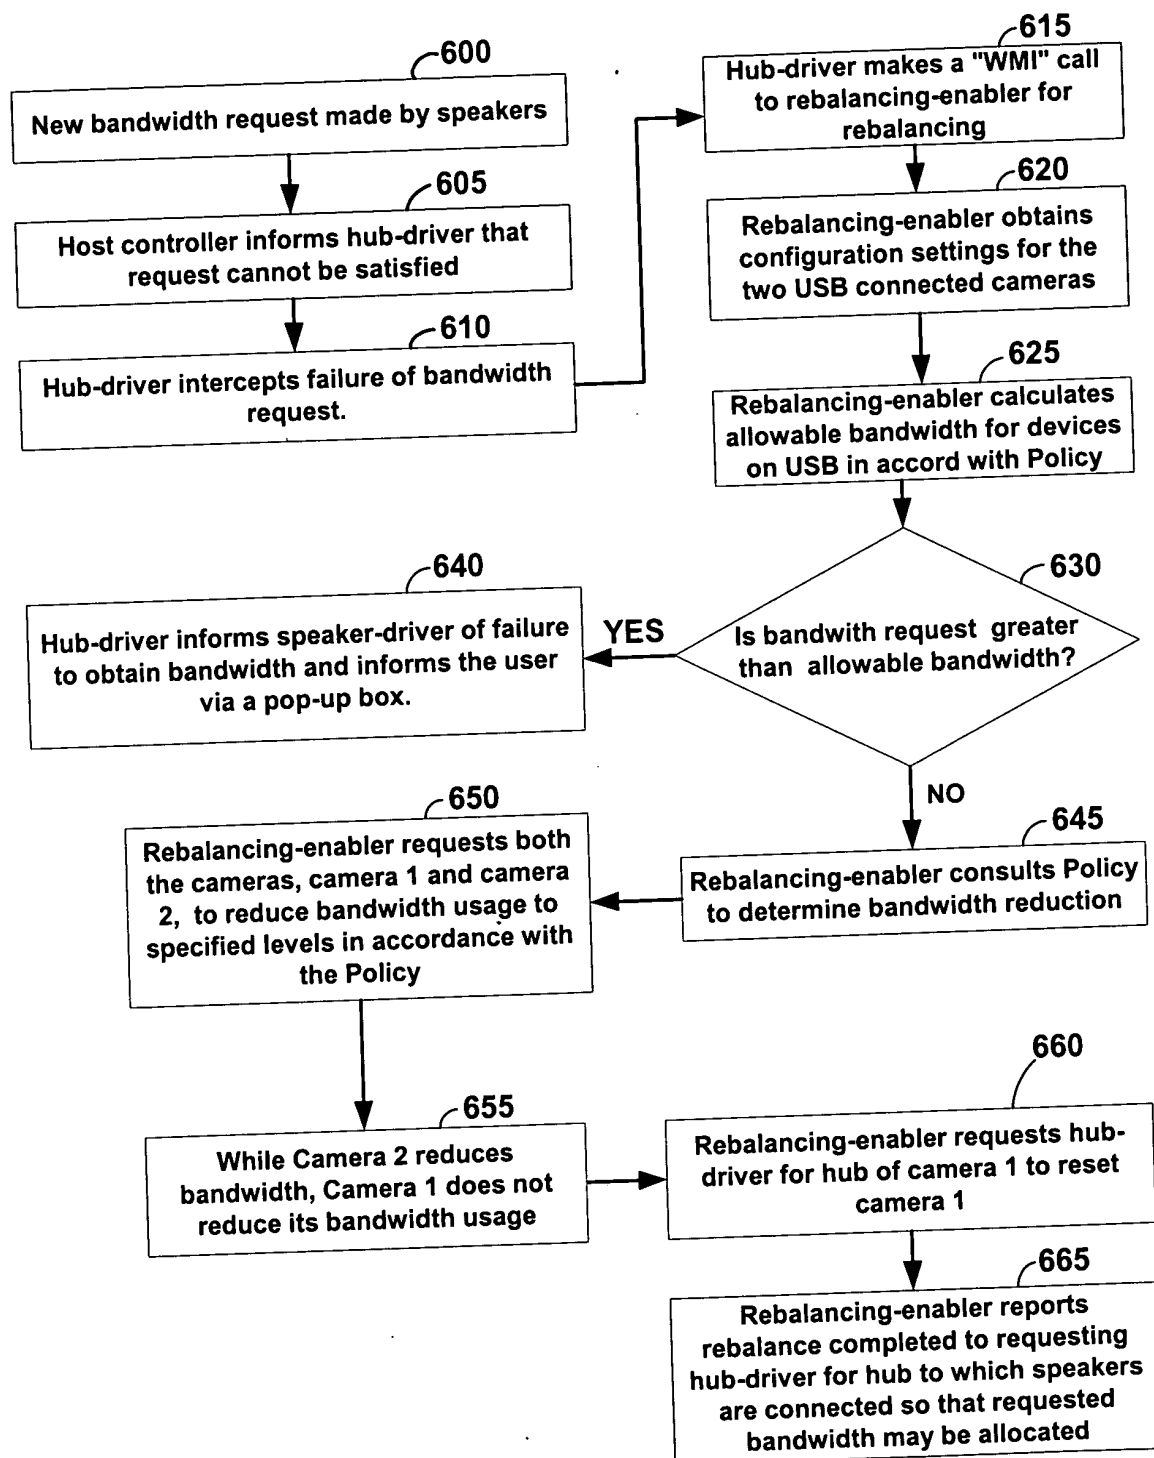 600
New bandwidth request made by speakers
605
Host controller informs hub-driver that
request cannot be satisfied
610
Hub-driver intercepts failure of bandwidth
request.
615
Hub-driver makes a "WMI" call
to rebalancing-enabler for
rebalancing
620
Rebalancing-enabler obtains
configuration settings for the
two USB connected cameras
625
Rebalancing-enabler calculates
allowable bandwidth for devices
on USB in accord with Policy
630
Is bandwith request greater
than allowable bandwidth?
YES
640
Hub-driver informs speaker-driver of failure
to obtain bandwidth and informs the user
via a pop-up box.
NO
645
Rebalancing-enabler consults Policy
to determine bandwidth reduction
650
Rebalancing-enabler requests both
the cameras, camera 1 and camera
2, to reduce bandwidth usage to
specified levels in accordance with
the Policy
655
While Camera 2 reduces
bandwidth, Camera 1 does not
reduce its bandwidth usage
660
Rebalancing-enabler requests hub-
driver for hub of camera 1 to reset
camera 1
665
Rebalancing-enabler reports
rebalance completed to requesting
hub-driver for hub to which speakers
are connected so that requested
bandwidth may be allocated